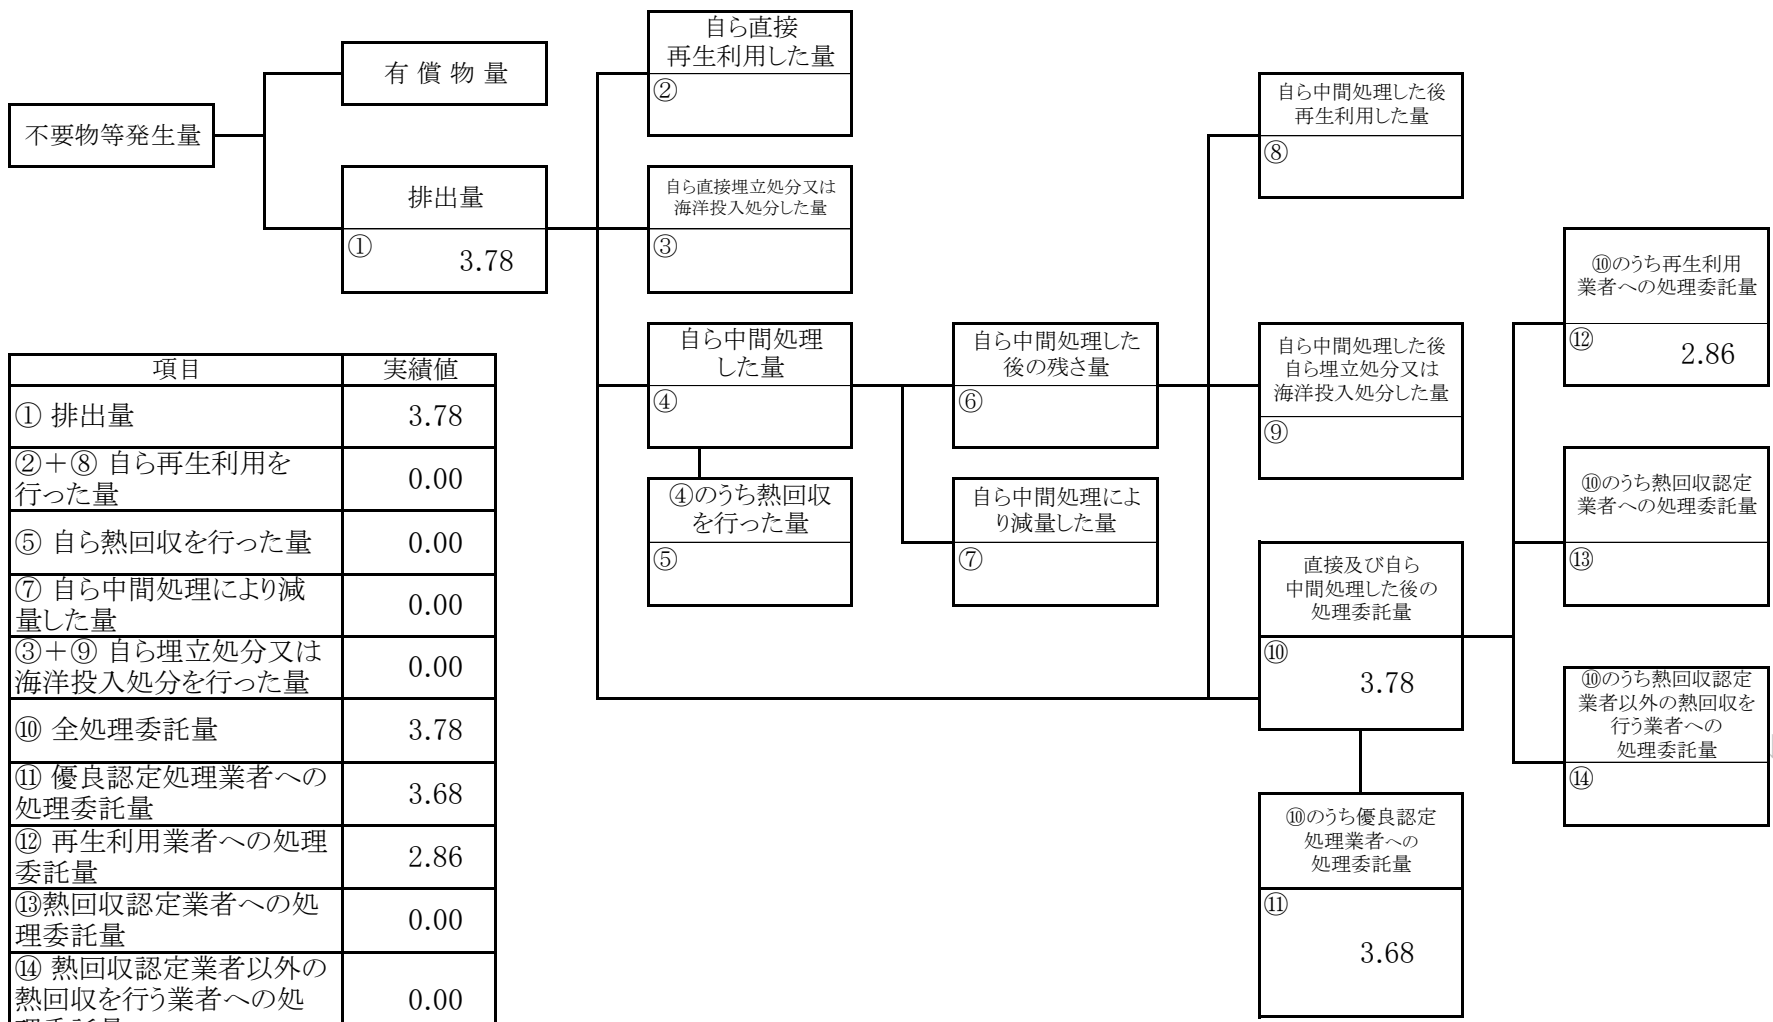 不要物等発生量
有 償 物 量
排出量
①
3.78
自ら直接
再生利用した量
②
自ら直接埋立処分又は
海洋投入処分した量
③
自ら中間処理
した量
④
④のうち熱回収
を行った量
⑤
自ら中間処理した
後の残さ量
⑥
自ら中間処理によ
り減量した量
⑦
自ら中間処理した後
再生利用した量
⑧
自ら中間処理した後
自ら埋立処分又は
海洋投入処分した量
⑨
直接及び自ら
中間処理した後の
処理委託量
⑩
3.78
⑩のうち優良認定
処理業者への
処理委託量
⑪
3.68
⑩のうち再生利用
業者への処理委託量
⑫
2.86
⑩のうち熱回収認定
業者への処理委託量
⑬
⑩のうち熱回収認定
業者以外の熱回収を
行う業者への
処理委託量
⑭
項目 実績値
① 排出量 3.78
②＋⑧ 自ら再生利用を
行った量 0.00
⑤ 自ら熱回収を行った量 0.00
⑦ 自ら中間処理により減
量した量 0.00
③＋⑨ 自ら埋立処分又は
海洋投入処分を行った量 0.00
⑩ 全処理委託量 3.78
⑪ 優良認定処理業者への
処理委託量 3.68
⑫ 再生利用業者への処理
委託量 2.86
⑬熱回収認定業者への処
理委託量 0.00
⑭ 熱回収認定業者以外の
熱回収を行う業者への処 0.00